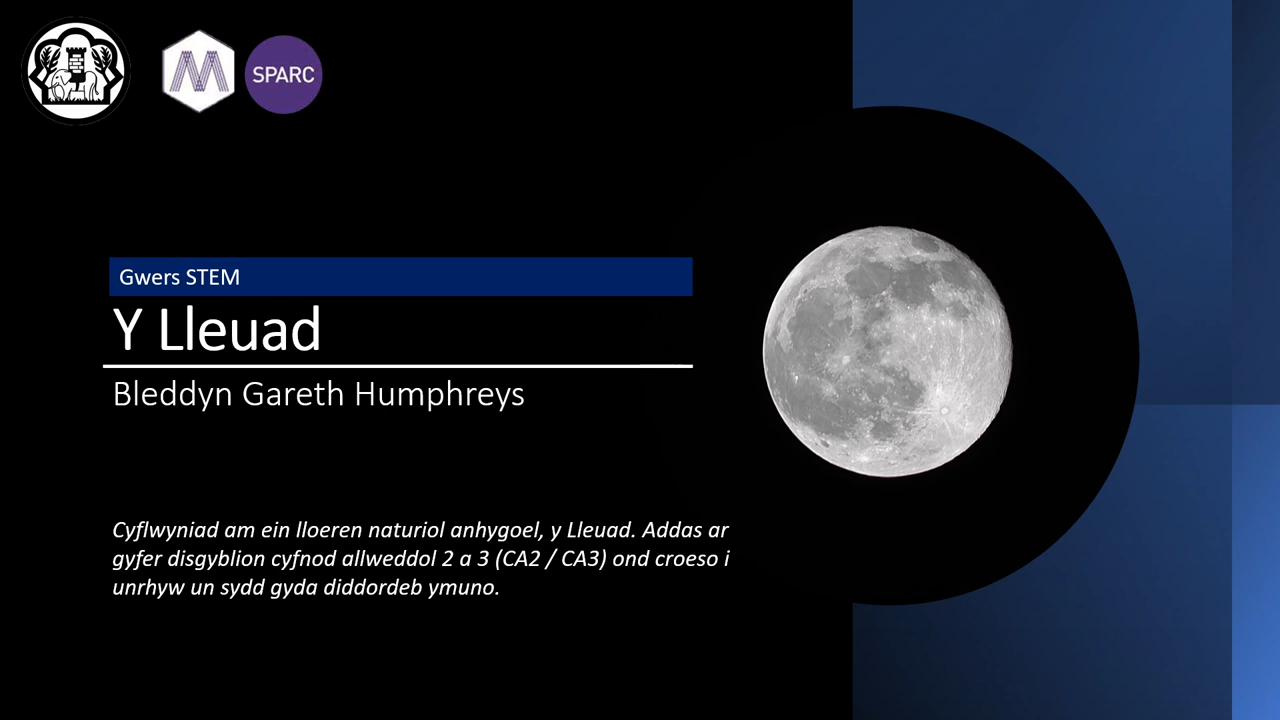 SPARC
Gwers STEM
Y Lleuad
Bleddyn Gareth Humphreys
Cyflwyniad am ein lloeren naturiol anhygoel, y Lleuad. Addas ar
gyfer disgyblion cyfnod allweddol 2 a 3 (CA2 / CA3) ond croeso i
unrhyw un sydd gyda diddordeb ymuno.